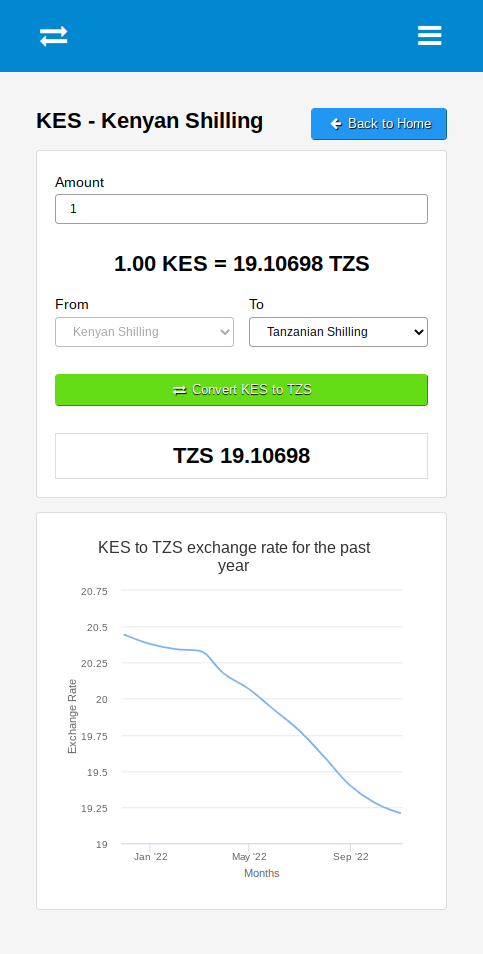 KES - Kenyan Shilling
Back to Home
Amount
1
1.00 KES = 19.10698 TZS
From
To
Kenyan Shilling
Tanzanian Shilling
Convert KES to TZS
TZS 19.10698
KES to TZS exchange rate for the past
year
20.75
20.5
20.25
20
19.75
19.5
19.25
19
Exchange Rate
Jan '22
May '22
Sep '22
Months